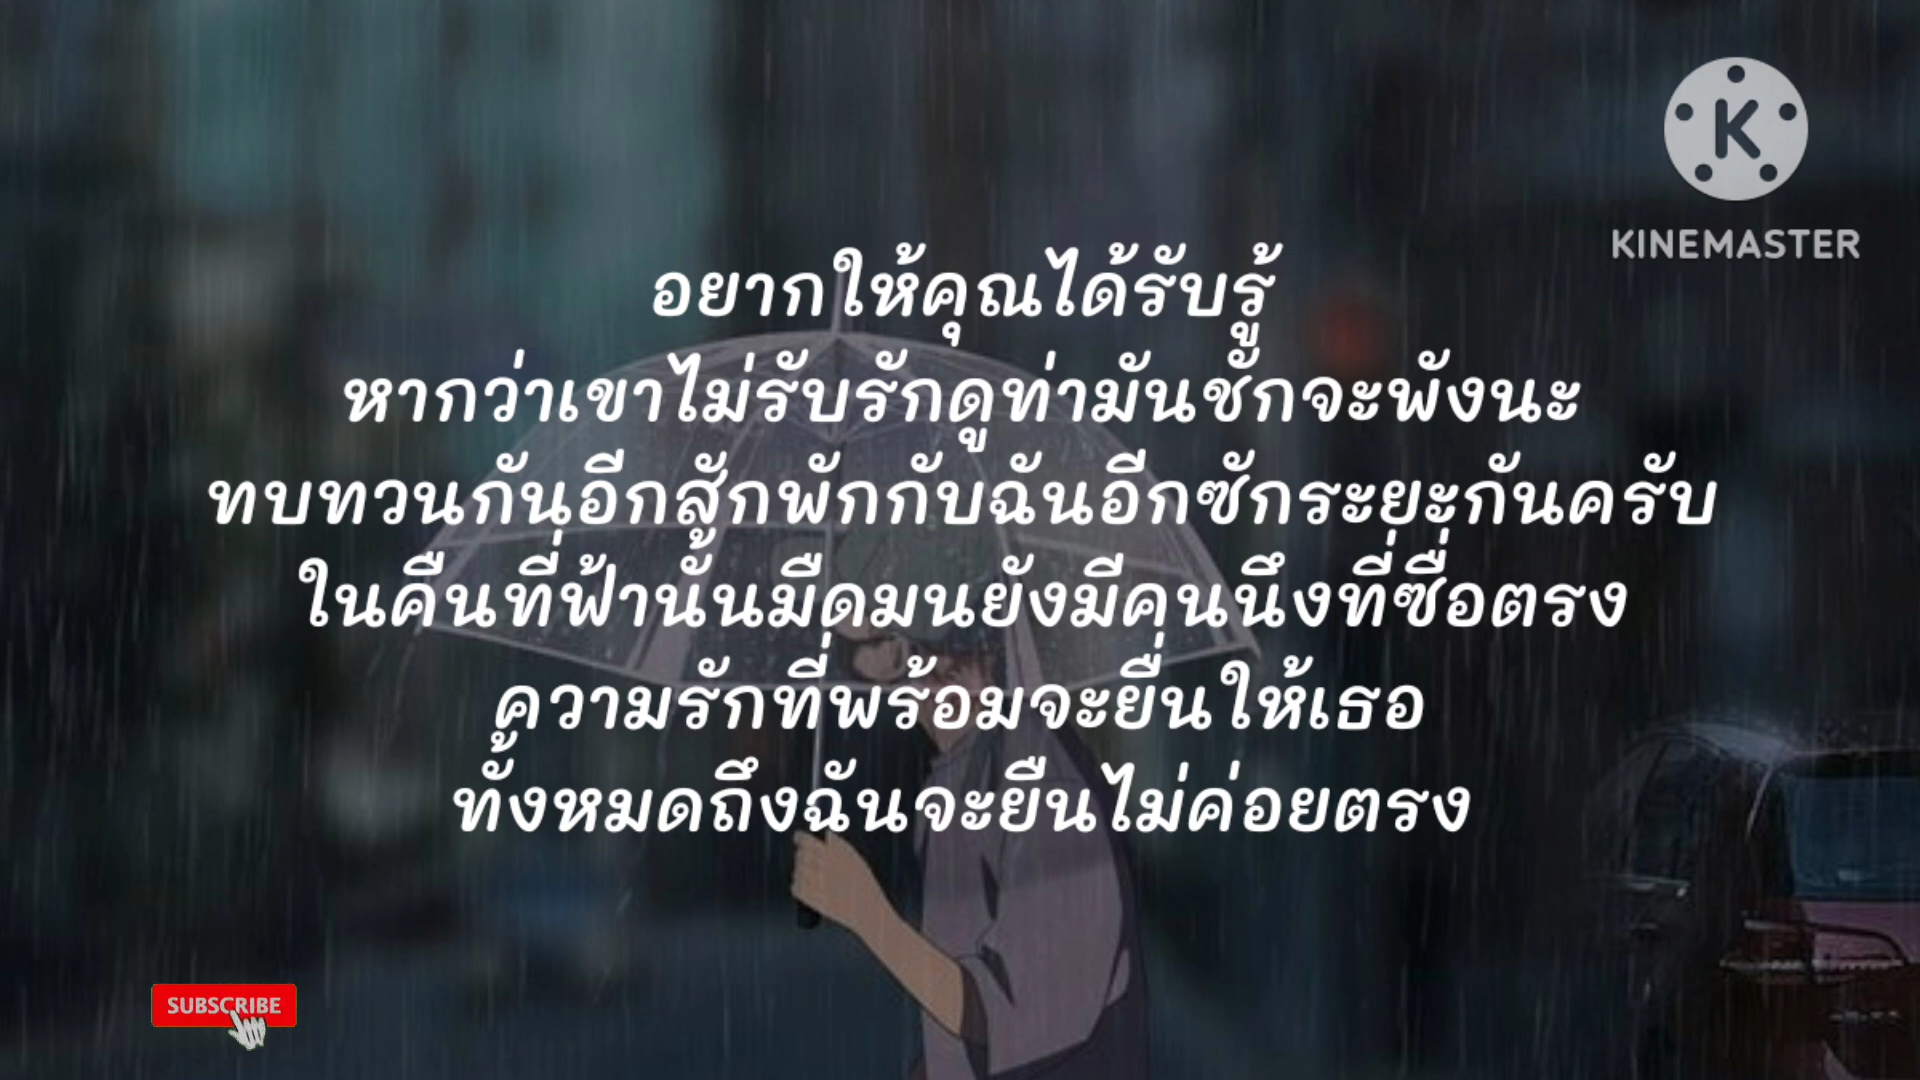 KINEMASTER
อยากให้คุณได้รับรู้
หากว่าเขาไม่รับรักดูท่ามันชักจะพังนะ
ทบทวนกันอีกสักพักกับฉันอีกซักระยะกันครับ
ในคืนที่ฟ้านั้นมืดมนยังมีคนนึงที่ซื่อตรง
ความรักที่พร้อมจะยื่นให้เธอ
ทั้งหมดถึงฉันจะยืนไม่ค่อยตรง
SUBSCRIBE